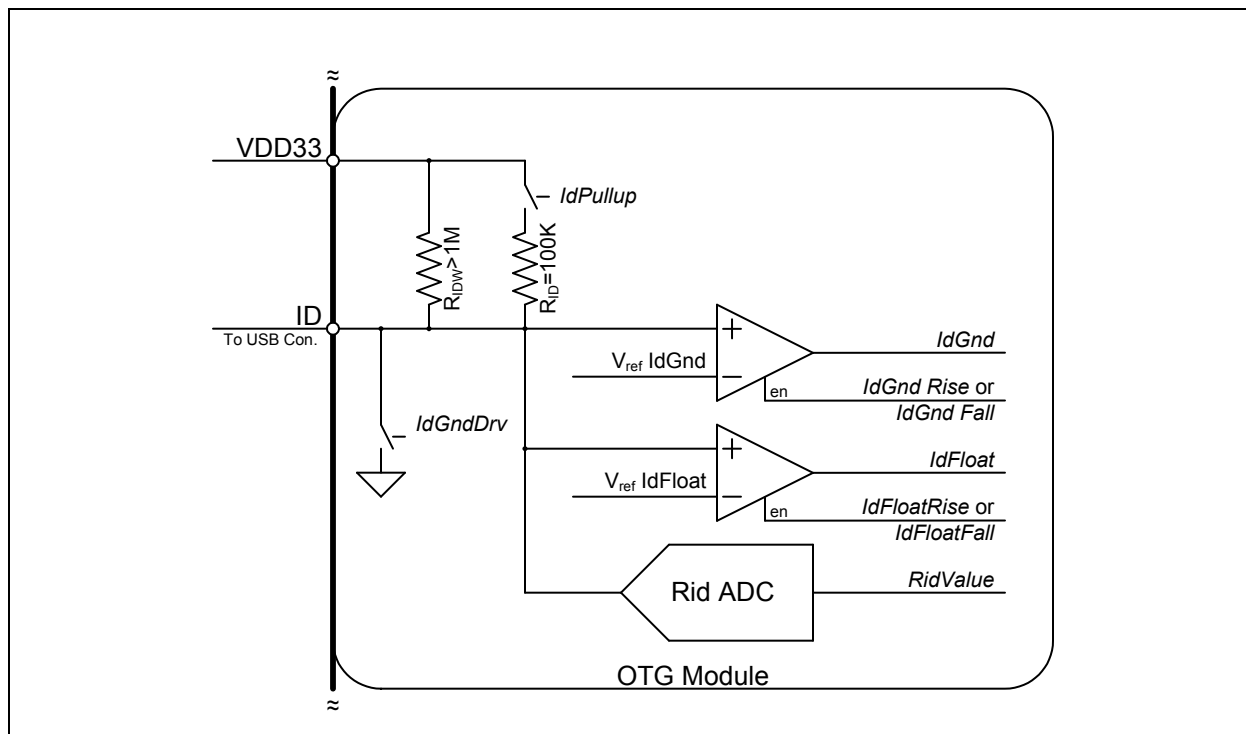 ≈
VDD33
IdPullup
R_IDW>1M
R_ID=100K
ID
To USB Con.
IdGndDrv
+
V_ref IdGnd
−
IdGnd
en
IdGnd Rise or
IdGnd Fall
+
V_ref IdFloat
−
IdFloat
en
IdFloatRise or
IdFloatFall
Rid ADC
RidValue
OTG Module
≈